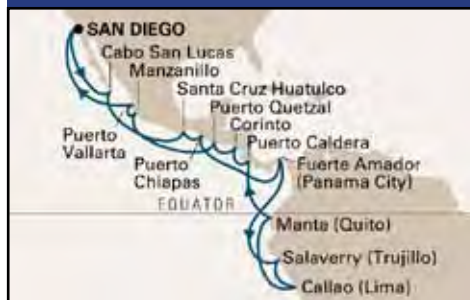 SAN DIEGO
Cabo San Lucas
Manzanillo
Santa Cruz Huatulco
Puerto Quetzal
Corinto
Puerto
Vallarta
Puerto Caldera
Puerto
Chiapas
Fuerte Amador
(Panama City)
EQUATOR
Manta (Quito)
Salaverry (Trujillo)
Callao (Lima)